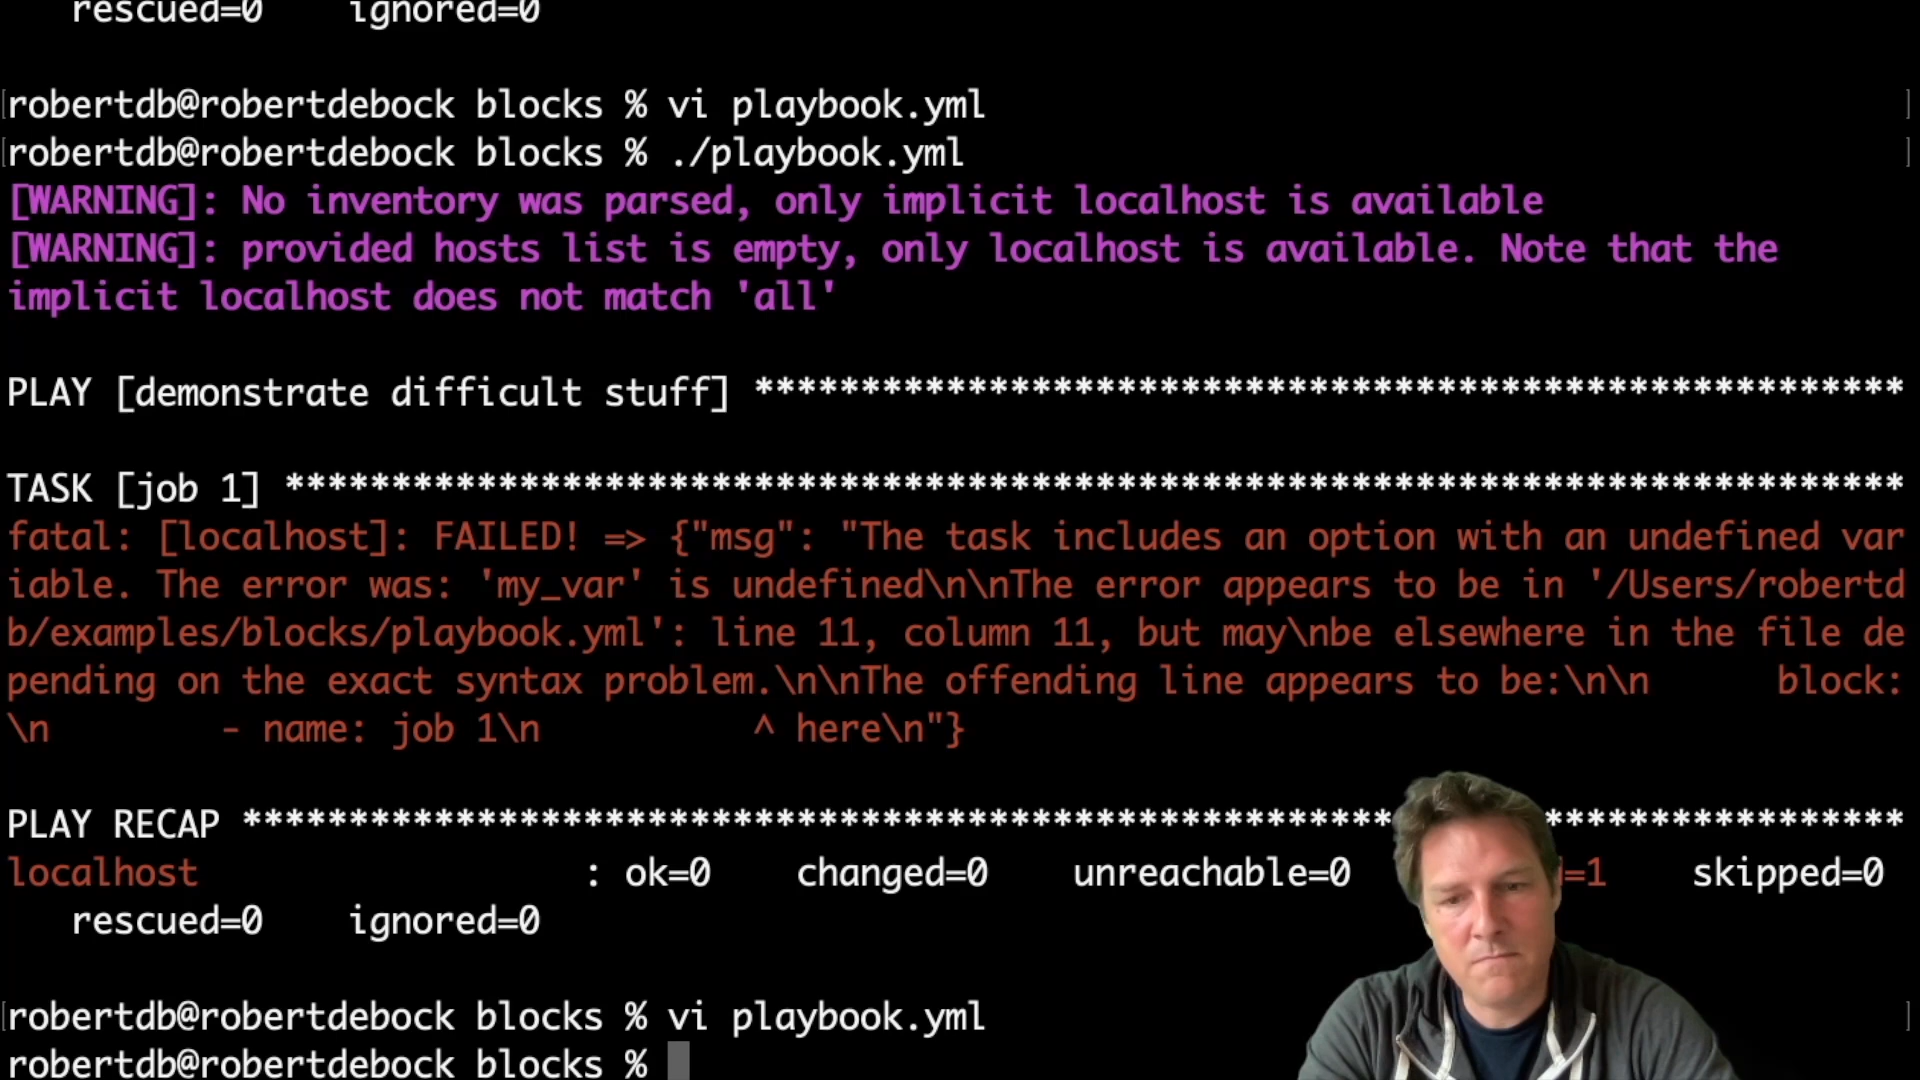 rescued=0    ignored=0
robertdb@robertdebock blocks % vi playbook.yml
robertdb@robertdebock blocks % ./playbook.yml
[WARNING]: No inventory was parsed, only implicit localhost is available
[WARNING]: provided hosts list is empty, only localhost is available. Note that the
implicit localhost does not match 'all'
PLAY [demonstrate difficult stuff] ******************************************************
TASK [job 1] ****************************************************************************
fatal: [localhost]: FAILED! => {"msg": "The task includes an option with an undefined var
iable. The error was: 'my_var' is undefined\n\nThe error appears to be in '/Users/robertd
b/examples/blocks/playbook.yml': line 11, column 11, but may\nbe elsewhere in the file de
pending on the exact syntax problem.\n\nThe offending line appears to be:\n\n      block:
\n        - name: job 1\n          ^ here\n"}
PLAY RECAP ******************************************************************************
localhost                  : ok=0    changed=0    unreachable=0    =1    skipped=0
rescued=0    ignored=0
robertdb@robertdebock blocks % vi playbook.yml
robertdb@robertdebock blocks %